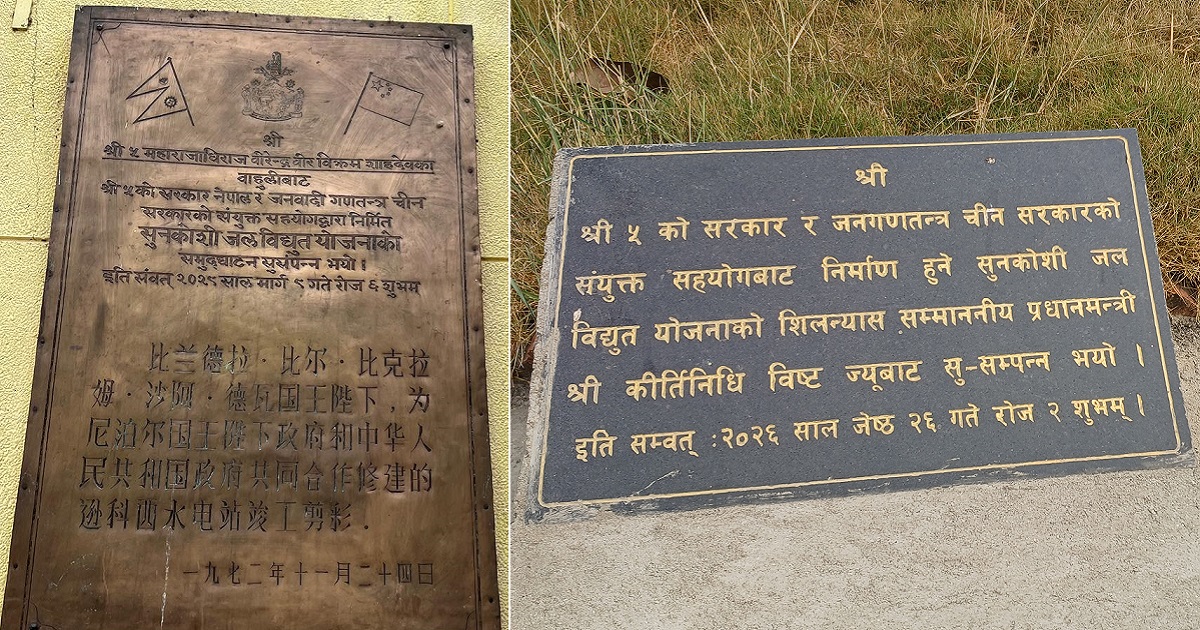 श्री
श्री ५ महाराजाधिराज वीरेन्द्र वीर विक्रम शाहदेवका
वाहुलीबाट
श्री ५को सरकार नेपाल र जनवादी गणतन्त्र चीन
सरकारको संयुक्त सहयोगद्वारा निर्मित
सुनकोशी जल विद्युत योजनाको
समुद्घाटन सुसंपन्न भयो।
इति संवत् २०२९ साल मार्ग ९ गते रोज ६ शुभम्
比兰德拉·比尔·比克拉
姆·沙阿·德瓦国王陛下,为
尼泊尔国王陛下政府和中华人
民共和国政府共同合作修建的
逊科西水电站竣工剪彩.
一九七二年十一月二十四日
श्री
श्री ५ को सरकार र जनगणतन्त्र चीन सरकारको
संयुक्त सहयोगबाट निर्माण हुने सुनकोशी जल
विद्युत योजनाको शिलन्यास सम्माननीय प्रधानमन्त्री
श्री कीर्तिनिधि विष्ट ज्यूबाट सु-सम्पन्न भयो ।
इति सम्वत् :२०२६ साल जेष्ठ २६ गते रोज २ शुभम् ।